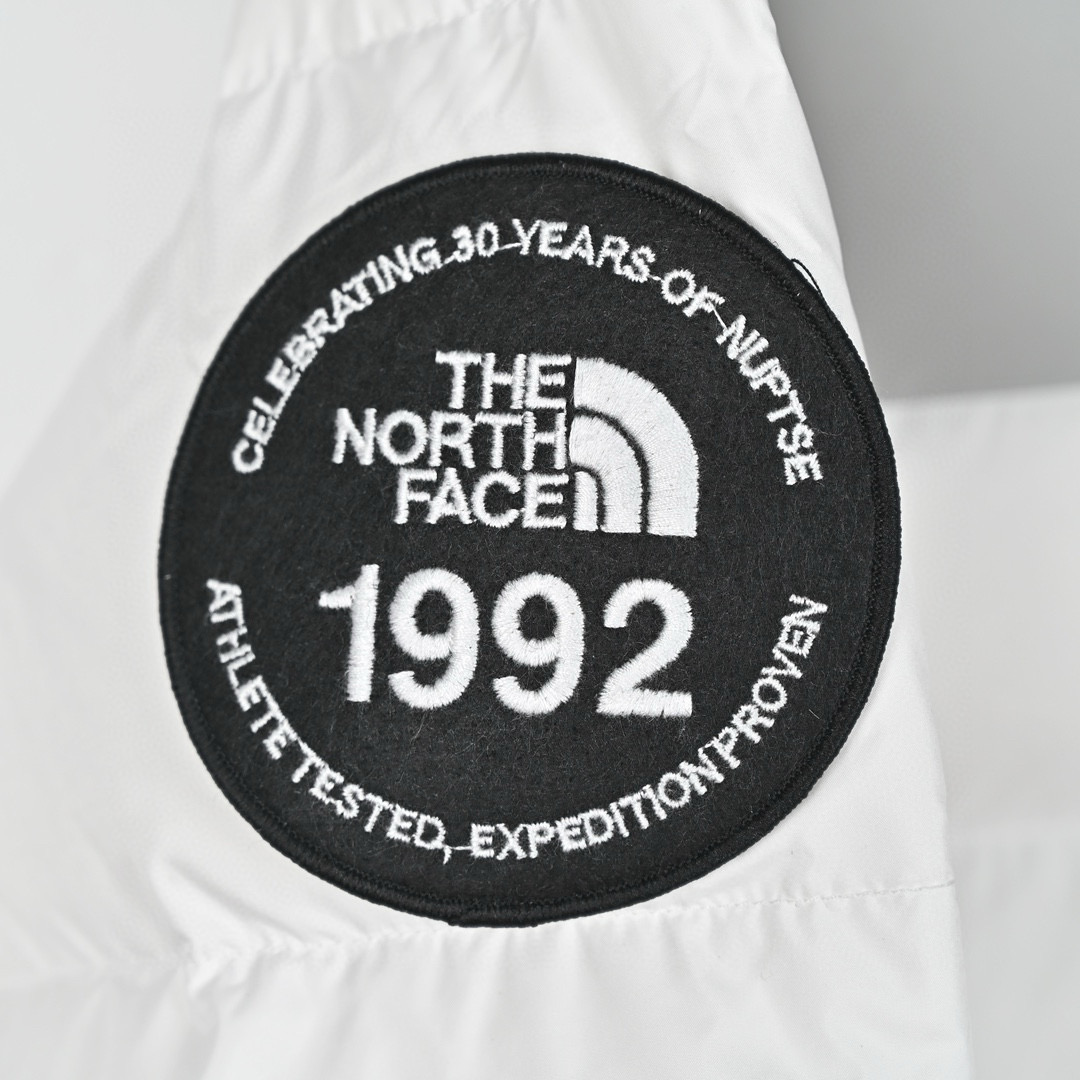 CELEBRATING 30 YEARS OF NUPTSE
THE
NORTH
FACE
1992
ATHLETE TESTED, EXPEDITION PROVEN